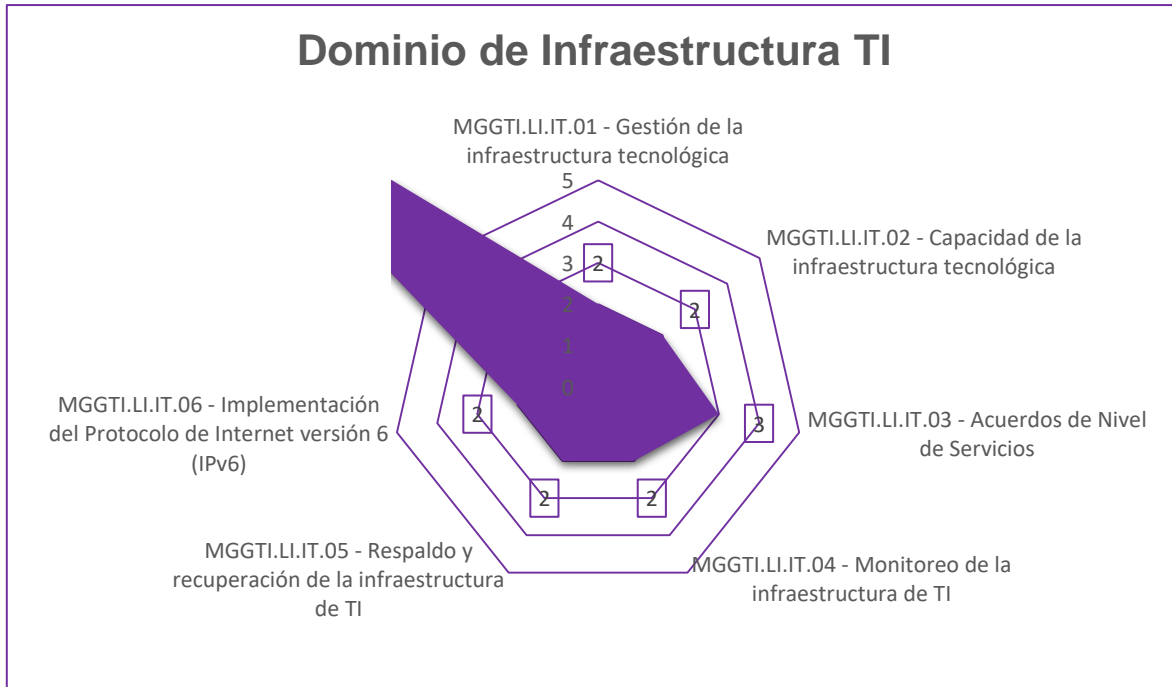 Dominio de Infraestructura TI
MGGTI.LI.IT.01 - Gestión de la
infraestructura tecnológica
5
4
3
2
1
0
2
MGGTI.LI.IT.02 - Capacidad de la
infraestructura tecnológica
2
MGGTI.LI.IT.03 - Acuerdos de Nivel
de Servicios
3
MGGTI.LI.IT.04 - Monitoreo de la
infraestructura de TI
2
MGGTI.LI.IT.05 - Respaldo y
recuperación de la infraestructura
de TI
2
MGGTI.LI.IT.06 - Implementación
del Protocolo de Internet versión 6
(IPv6)
2